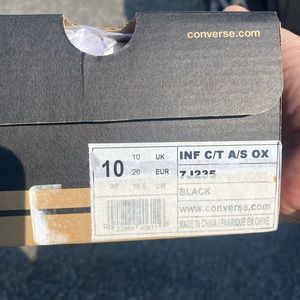 converse.com
10 10 UK INF C/T A/S OX
26 EUR 7J235
INF 16.5 CM BLACK
www.converse.com
MADE IN CHINA / FABRIQUE EN CHINE